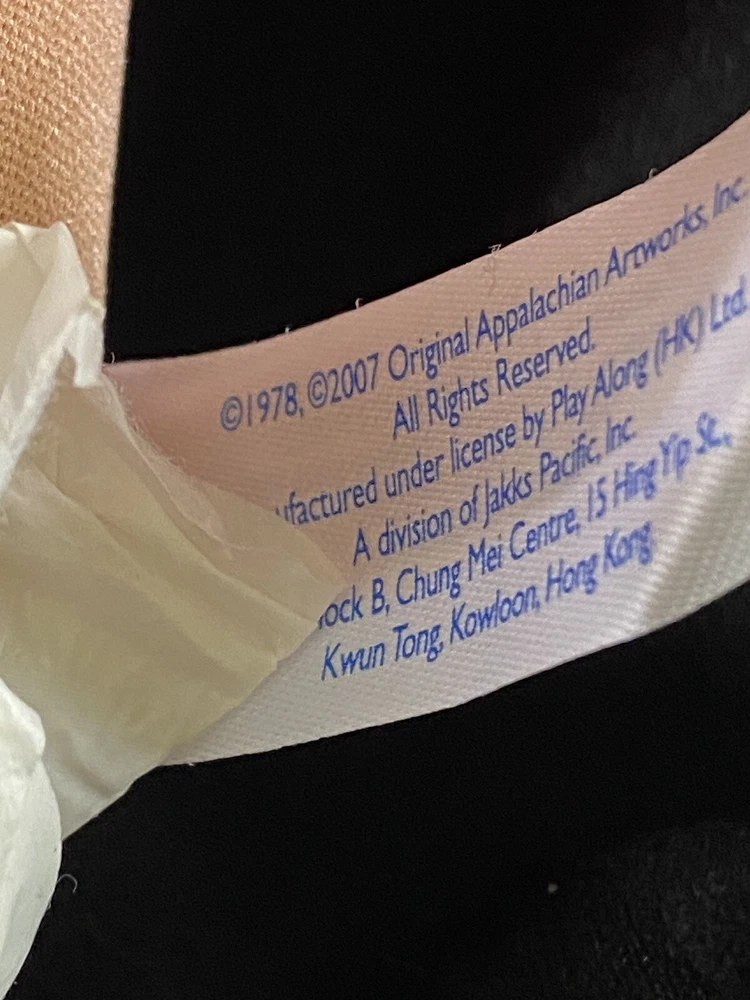 ©1978, ©2007 Original Appalachian Artworks, Inc.
All Rights Reserved.
ufactured under license by Play Along (HK) Ltd.
A division of Jakks Pacific, Inc.
ock B, Chung Mei Centre, 15 Hing Yip St.,
Kwun Tong, Kowloon, Hong Kong.